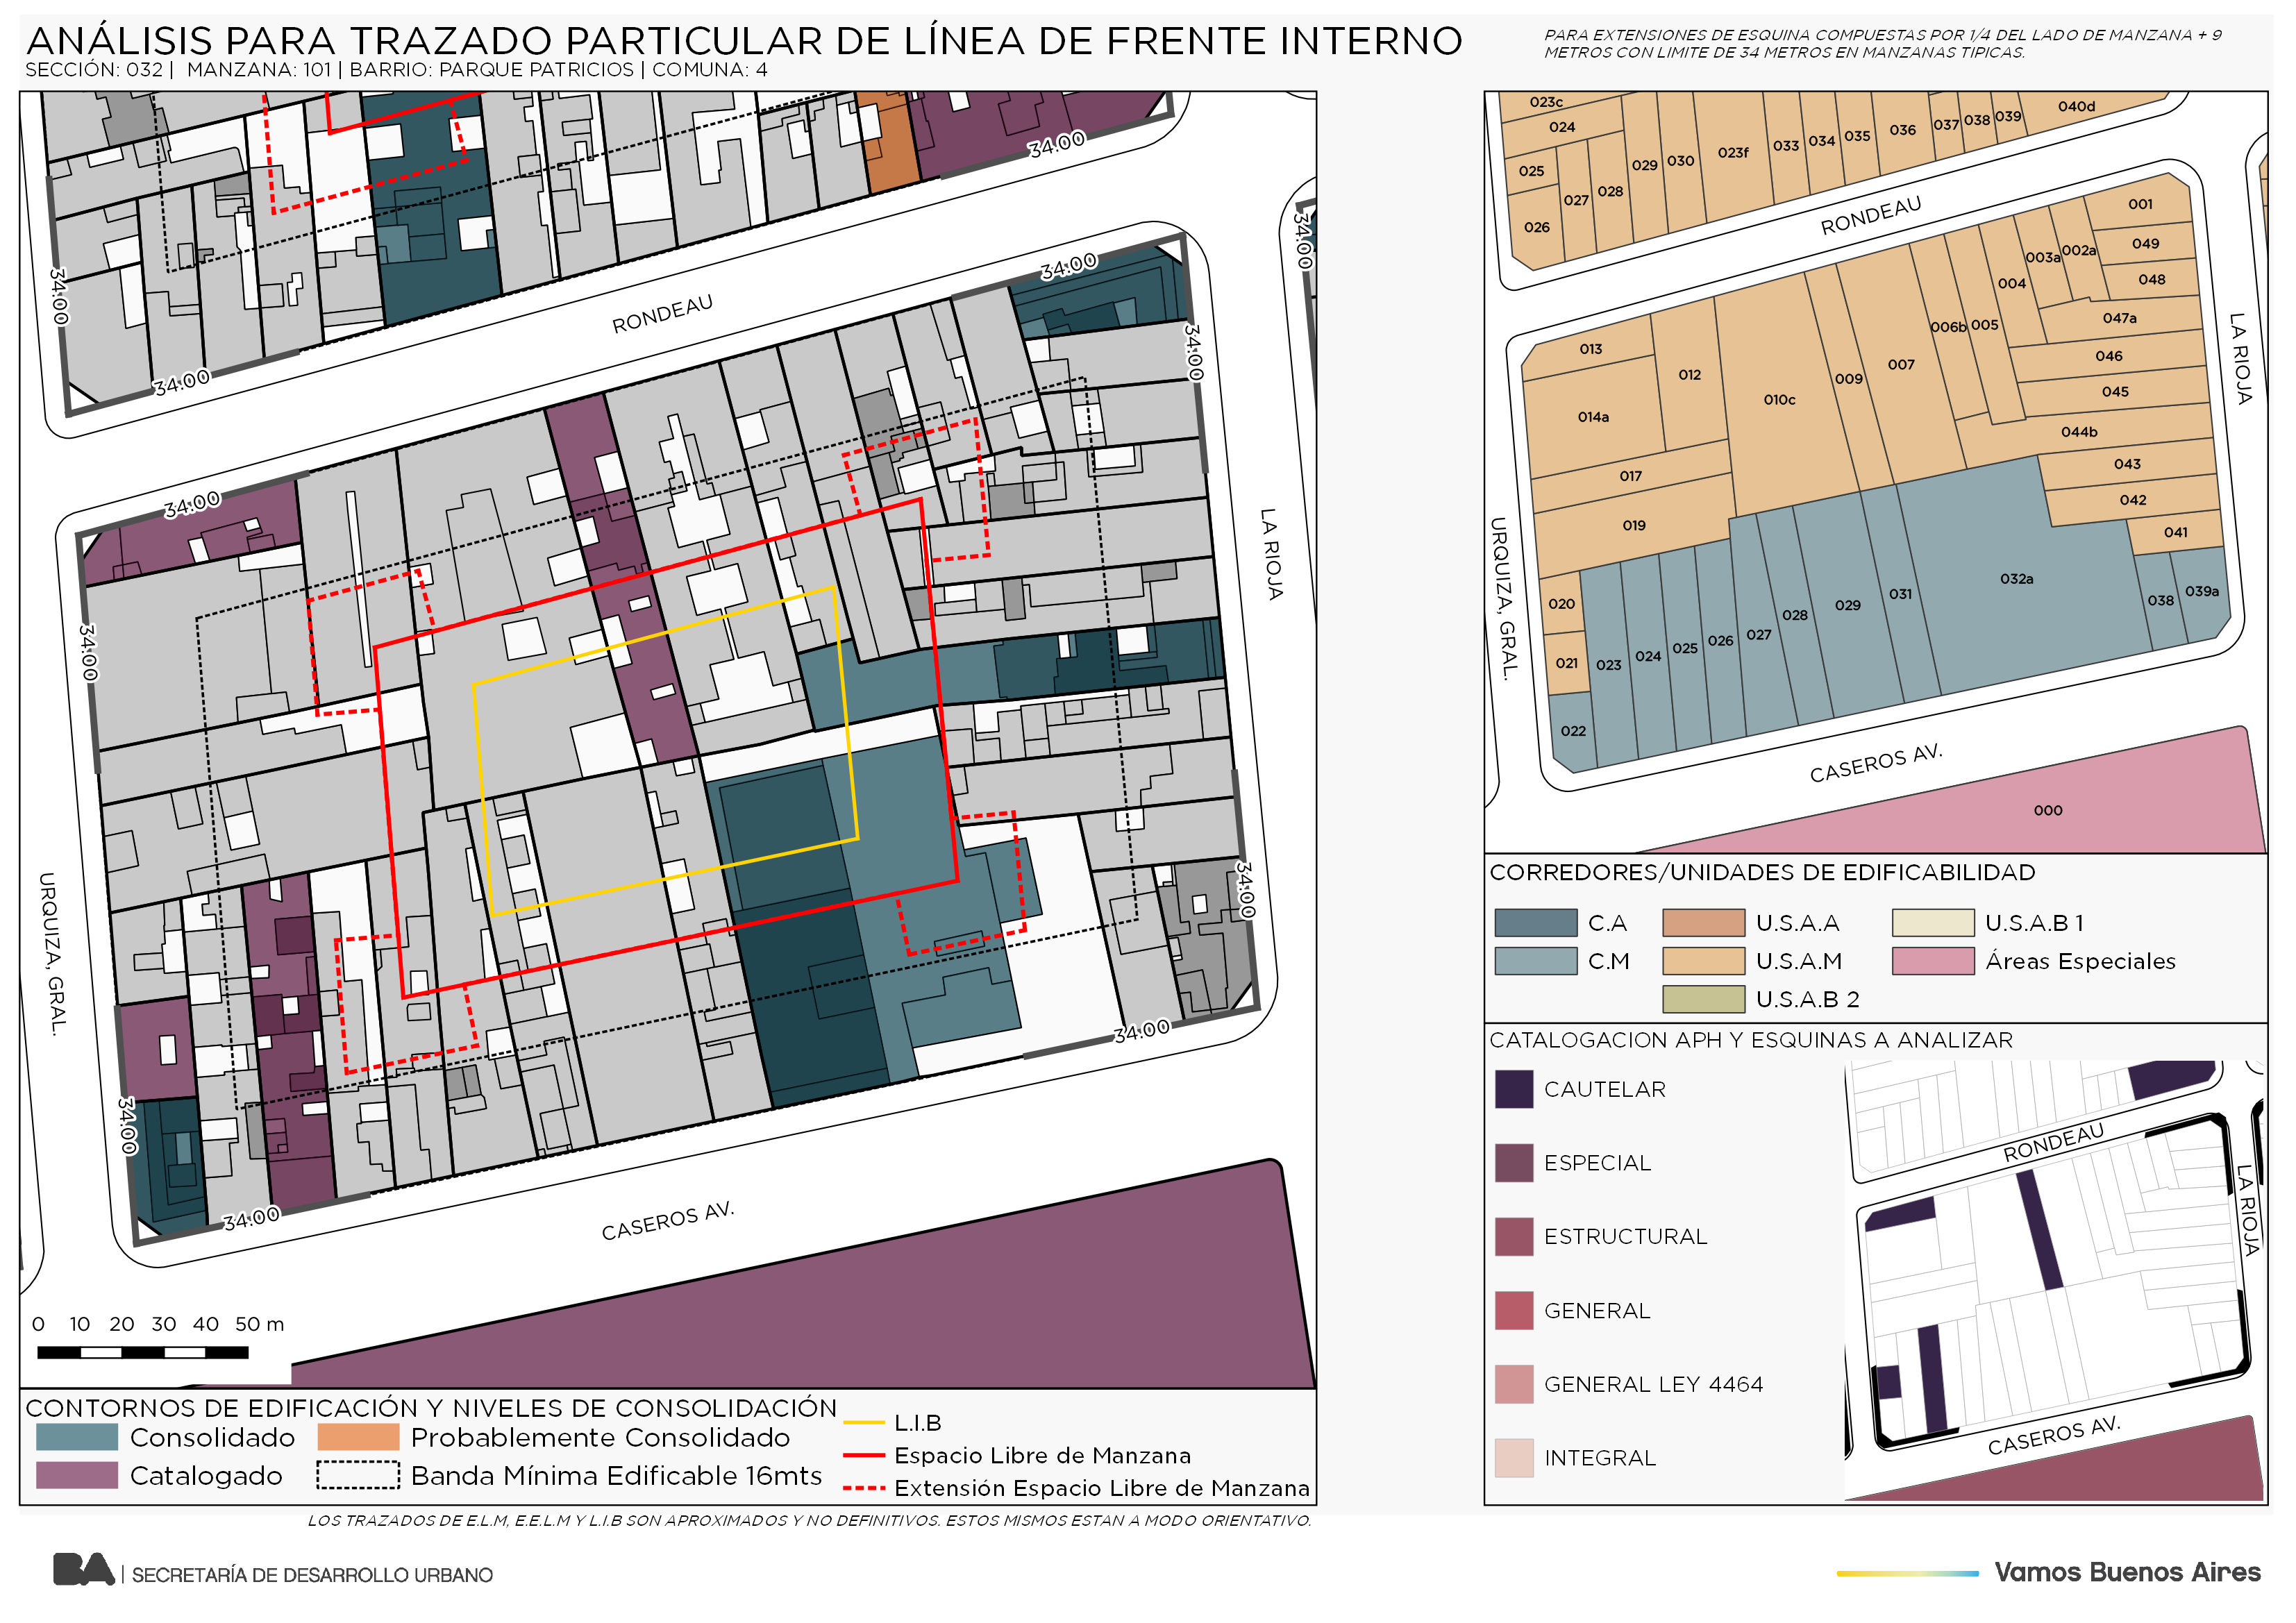 ANÁLISIS PARA TRAZADO PARTICULAR DE LÍNEA DE FRENTE INTERNO
SECCIÓN: 032 | MANZANA: 101 | BARRIO: PARQUE PATRICIOS | COMUNA: 4
PARA EXTENSIONES DE ESQUINA COMPUESTAS POR 1/4 DEL LADO DE MANZANA + 9
METROS CON LIMITE DE 34 METROS EN MANZANAS TIPICAS.
34:00
34:00
34:00
34:00
RONDEAU
34:00
34:00
34:00
34:00
LA RIOJA
URQUIZA, GRAL.
34:00
34:00
34:00
34:00
CASEROS AV.
0 10 20 30 40 50 m
CONTORNOS DE EDIFICACIÓN Y NIVELES DE CONSOLIDACIÓN
Consolidado
Probablemente Consolidado
Catalogado
Banda Mínima Edificable 16mts
L.I.B
Espacio Libre de Manzana
Extensión Espacio Libre de Manzana
LOS TRAZADOS DE E.L.M, E.E.L.M Y L.I.B SON APROXIMADOS Y NO DEFINITIVOS. ESTOS MISMOS ESTAN A MODO ORIENTATIVO.
023c
024
025
026
027
028
029
030
023f
033
034
035
036
037
038
039
040d
RONDEAU
001
049
048
002a
003a
004
047a
046
045
044b
005
006b
007
009
010c
012
013
014a
017
019
043
042
041
LA RIOJA
URQUIZA, GRAL.
020
021
022
023
024
025
026
027
028
029
031
032a
038
039a
CASEROS AV.
000
CORREDORES/UNIDADES DE EDIFICABILIDAD
C.A
U.S.A.A
U.S.A.B 1
C.M
U.S.A.M
Áreas Especiales
U.S.A.B 2
CATALOGACION APH Y ESQUINAS A ANALIZAR
CAUTELAR
ESPECIAL
ESTRUCTURAL
GENERAL
GENERAL LEY 4464
INTEGRAL
RONDEAU
LA RIOJA
CASEROS AV.
BA | SECRETARÍA DE DESARROLLO URBANO
Vamos Buenos Aires